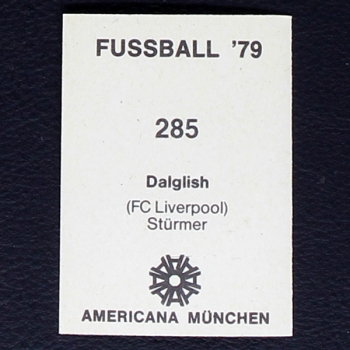 FUSSBALL '79
285
Dalglish
(FC Liverpool)
Stürmer
AMERICANA MÜNCHEN